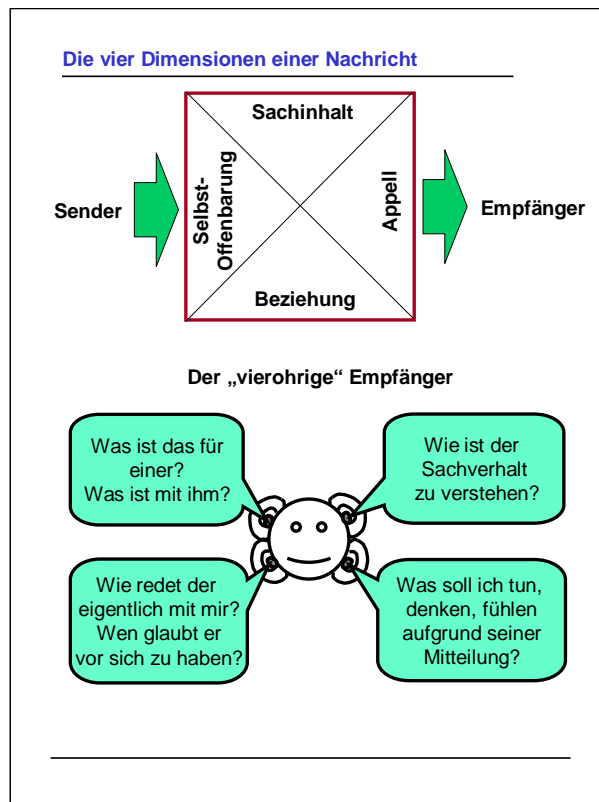 Die vier Dimensionen einer Nachricht
Sachinhalt
Sender
Selbst-
Offenbarung
Appell
Empfänger
Beziehung
Der „vierohrige“ Empfänger
Was ist das für
einer?
Was ist mit ihm?
Wie ist der
Sachverhalt
zu verstehen?
Wie redet der
eigentlich mit mir?
Wen glaubt er
vor sich zu haben?
Was soll ich tun,
denken, fühlen
aufgrund seiner
Mitteilung?